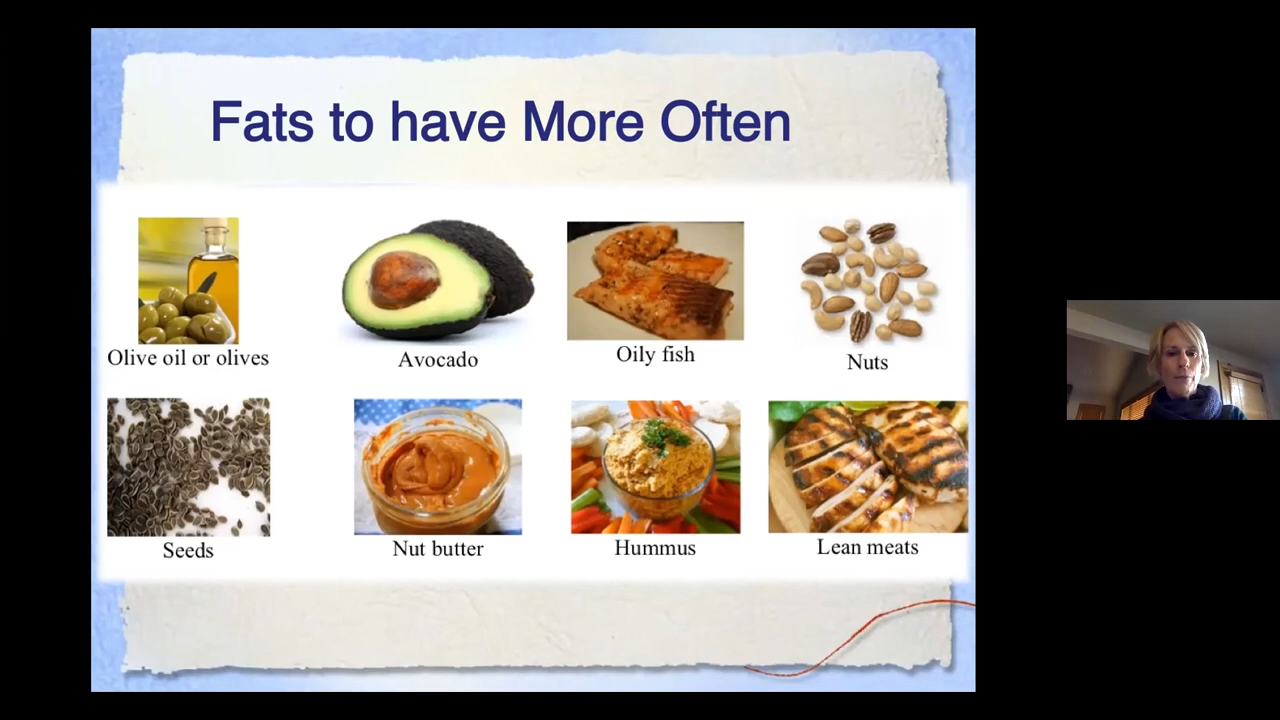 Fats to have More Often
Olive oil or olives
Avocado
Oily fish
Nuts
Seeds
Nut butter
Hummus
Lean meats